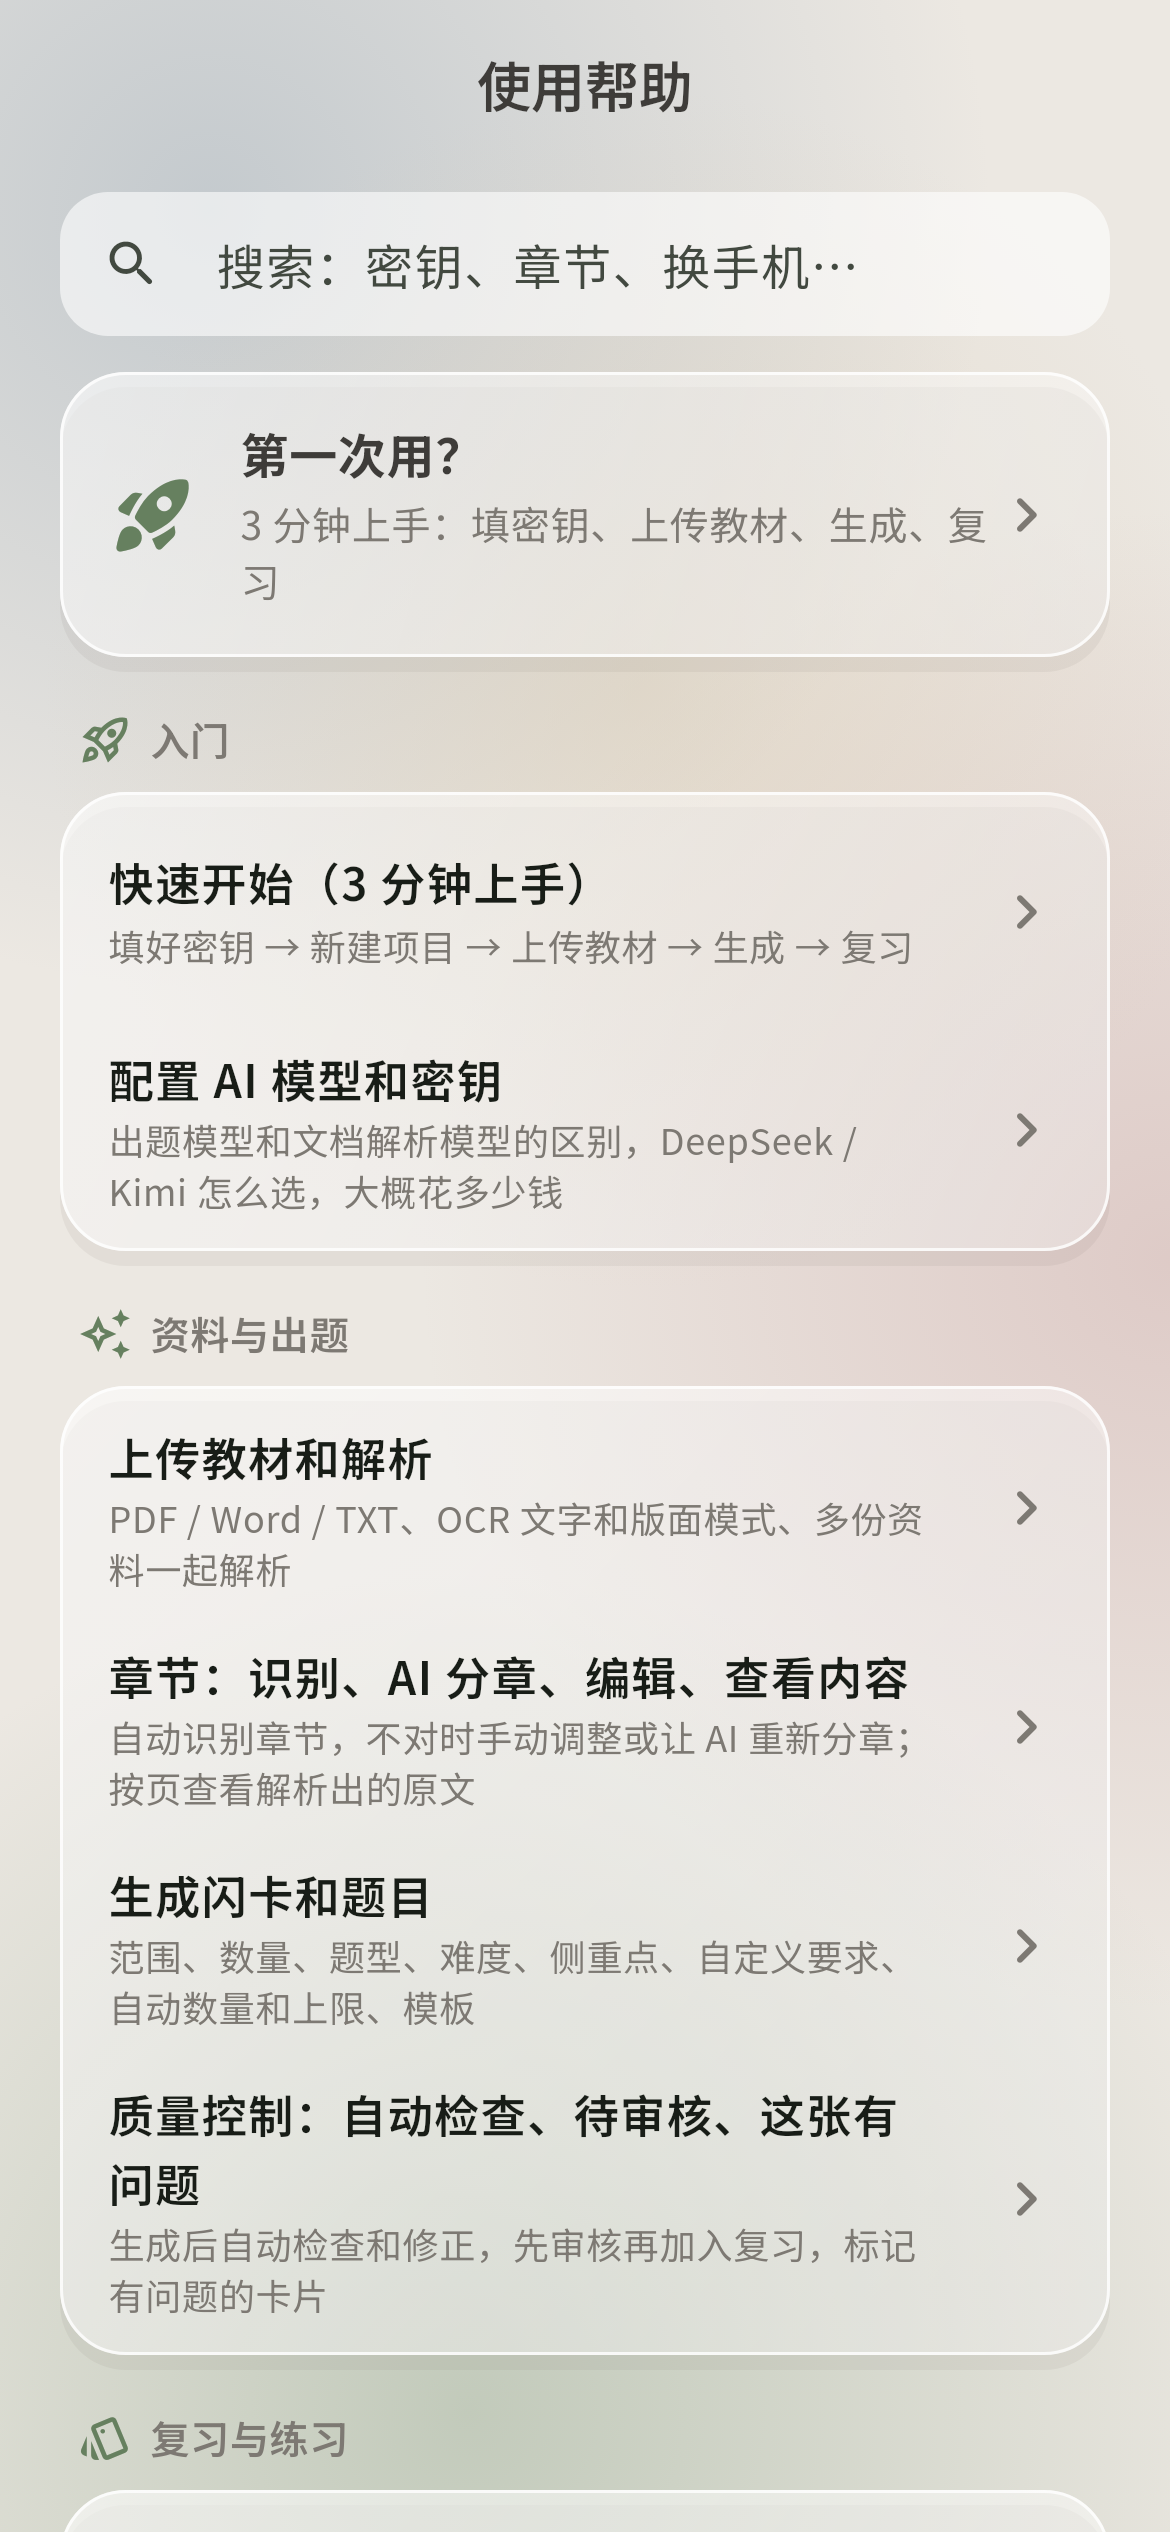 使用帮助
搜索：密钥、章节、换手机…
第一次用？
3 分钟上手：填密钥、上传教材、生成、复
习
入门
快速开始（3 分钟上手）
填好密钥 → 新建项目 → 上传教材 → 生成 → 复习
配置 AI 模型和密钥
出题模型和文档解析模型的区别，DeepSeek /
Kimi 怎么选，大概花多少钱
资料与出题
上传教材和解析
PDF / Word / TXT、OCR 文字和版面模式、多份资
料一起解析
章节：识别、AI 分章、编辑、查看内容
自动识别章节，不对时手动调整或让 AI 重新分章；
按页查看解析出的原文
生成闪卡和题目
范围、数量、题型、难度、侧重点、自定义要求、
自动数量和上限、模板
质量控制：自动检查、待审核、这张有
问题
生成后自动检查和修正，先审核再加入复习，标记
有问题的卡片
复习与练习